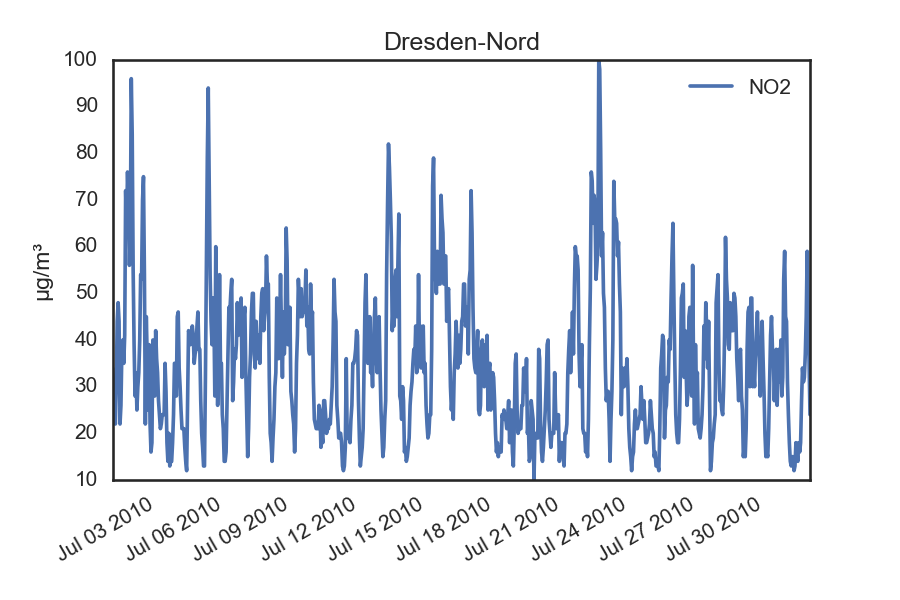 Dresden-Nord
µg/m³
100
90
80
70
60
50
40
30
20
10
NO2
Jul 03 2010
Jul 06 2010
Jul 09 2010
Jul 12 2010
Jul 15 2010
Jul 18 2010
Jul 21 2010
Jul 24 2010
Jul 27 2010
Jul 30 2010